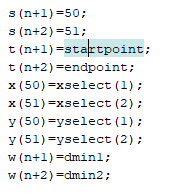 s(n+1)=50;
s(n+2)=51;
t(n+1)=startpoint;
t(n+2)=endpoint;
x(50)=xselect(1);
x(51)=xselect(2);
y(50)=yselect(1);
y(51)=yselect(2);
w(n+1)=dmin1;
w(n+2)=dmin2;